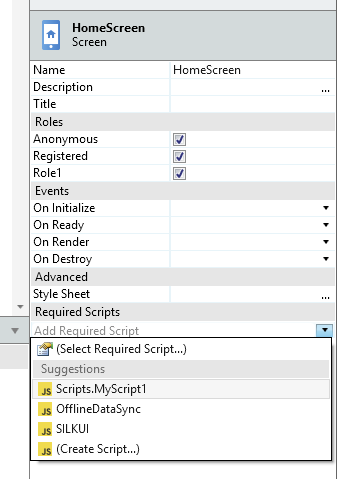 HomeScreen
Screen
Name HomeScreen
Description ...
Title
Roles
Anonymous
Registered
Role1
Events
On Initialize
On Ready
On Render
On Destroy
Advanced
Style Sheet ...
Required Scripts
Add Required Script
(Select Required Script...)
Suggestions
JS Scripts.MyScript1
JS OfflineDataSync
JS SILKUI
JS (Create Script...)